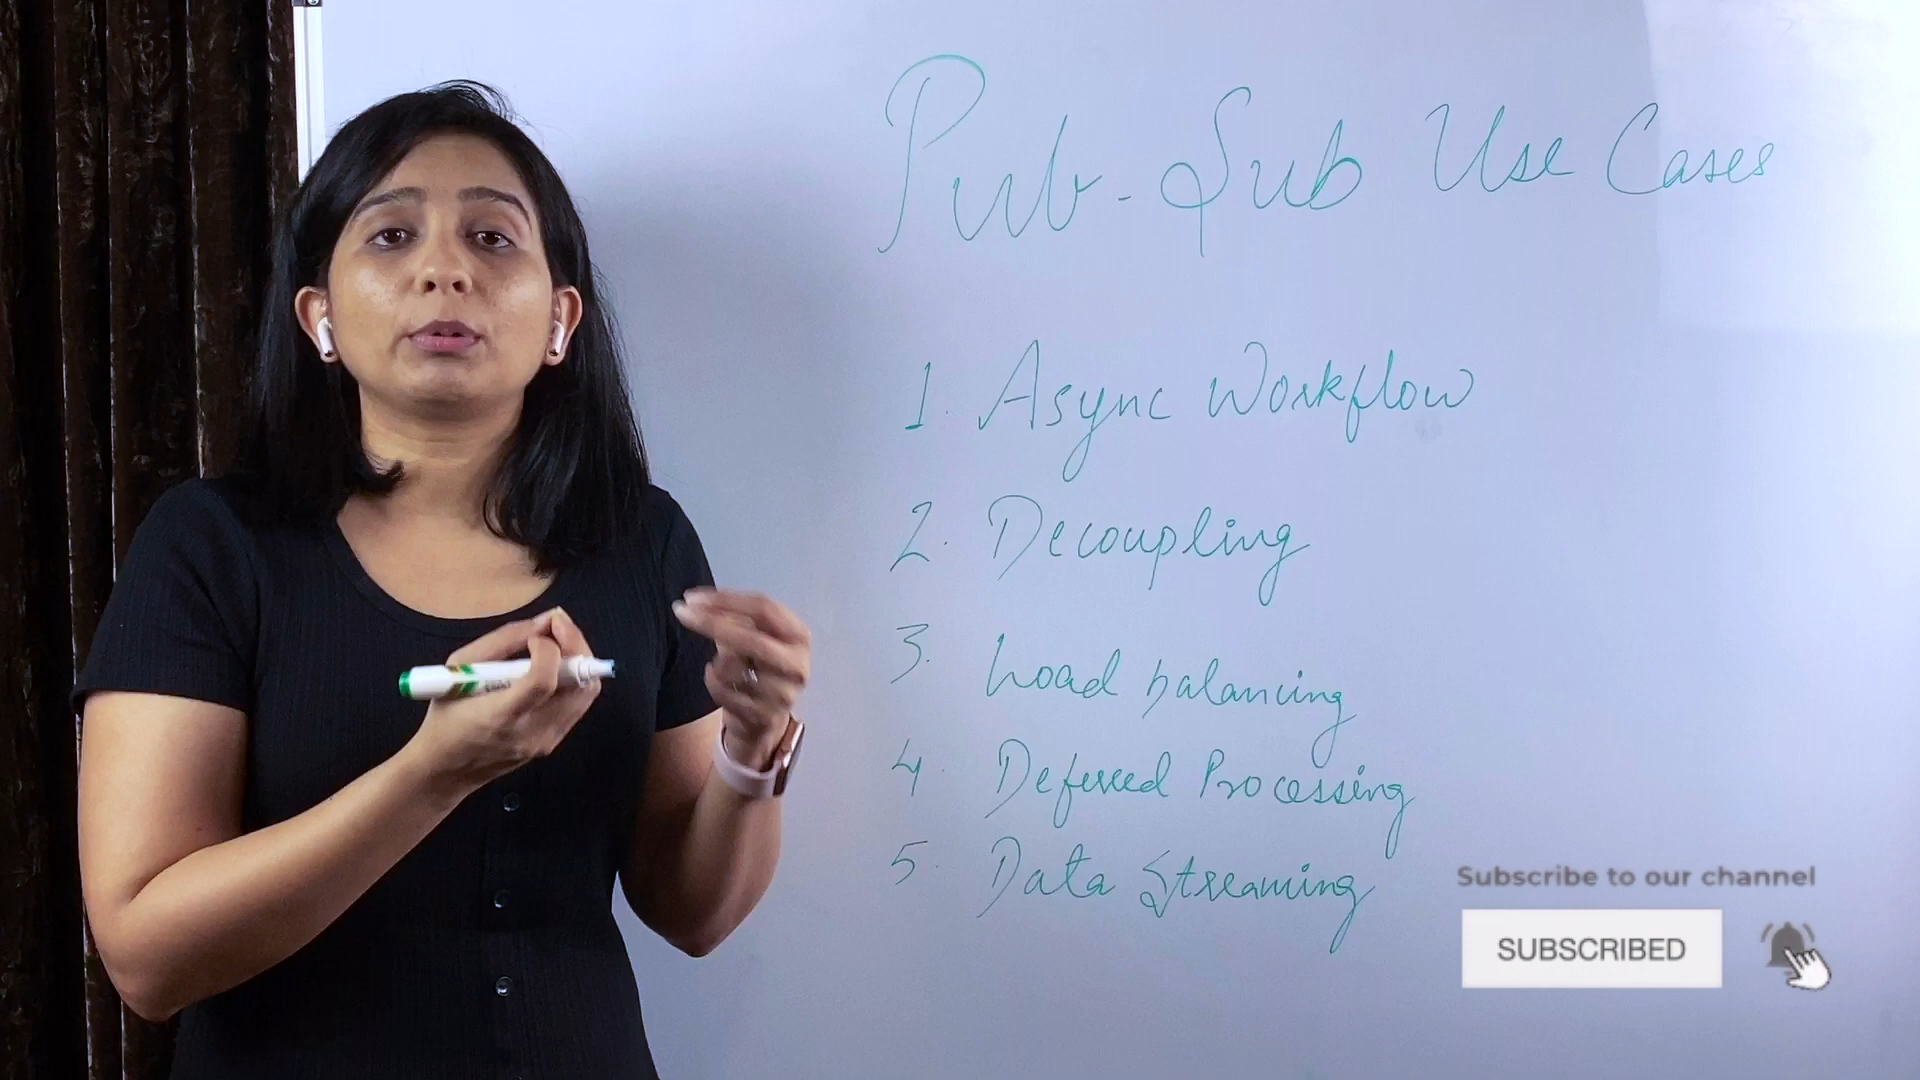 Pub-Sub Use Cases
1. Async Workflow
2. Decoupling
3. Load balancing
4. Deferred Processing
5. Data Streaming
Subscribe to our channel
SUBSCRIBED